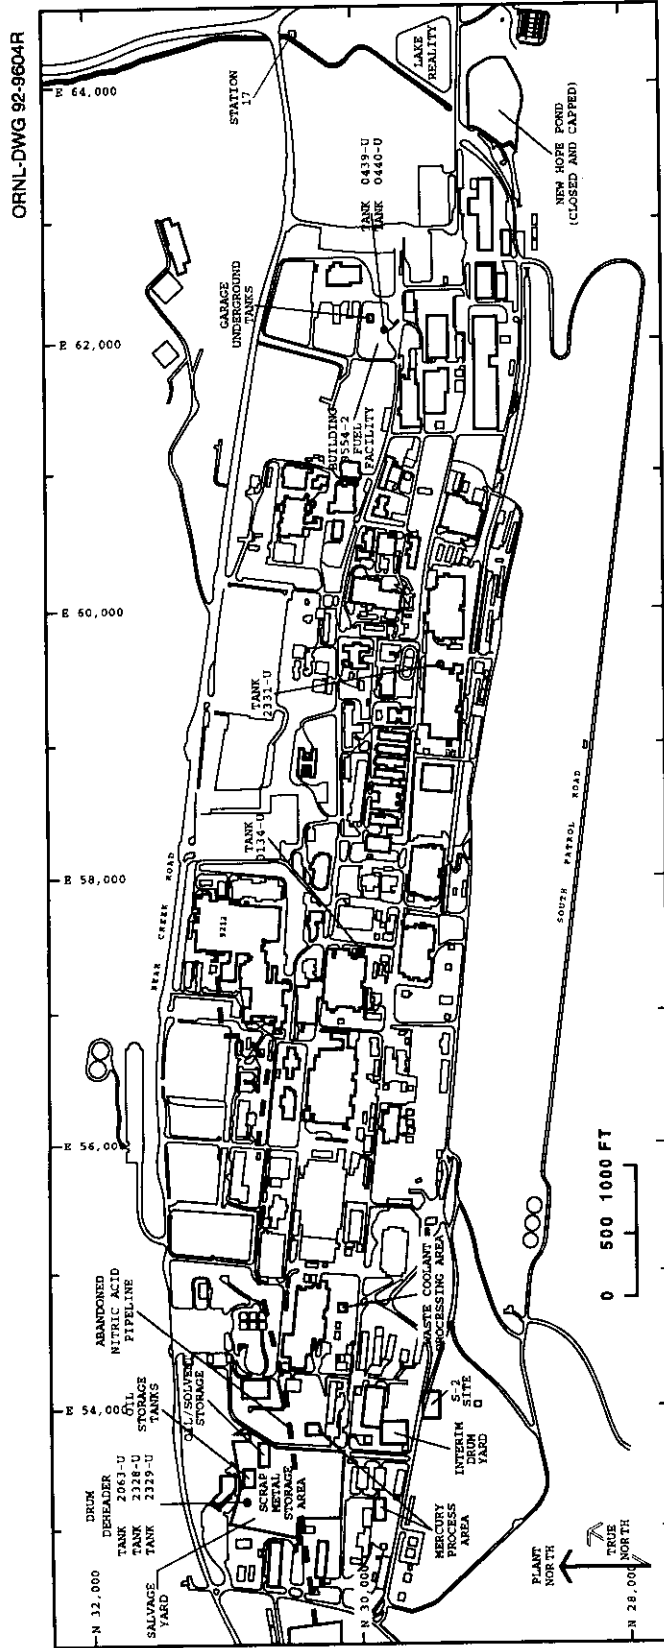 ORNL-DWG 92-9604R
N 32,000
N 30,000
N 28,000
E 54,000
E 56,000
E 58,000
E 60,000
E 62,000
E 64,000
DRUM
DEHEADER
TANK 2063-U
TANK 2328-U
TANK 2329-U
SALVAGE
YARD
OIL
STORAGE
TANKS
OIL/SOLVENT
STORAGE
ABANDONED
NITRIC ACID
PIPELINE
SCRAP
METAL
STORAGE
AREA
MERCURY
PROCESS
AREA
INTERIM
DRUM
YARD
S-2
SITE
WASTE COOLANT
PROCESSING AREA
BEAR CREEK ROAD
9212
TANK
0134-U
TANK
2331-U
BUILDING
9554-2
FUEL
FACILITY
GARAGE
UNDERGROUND
TANKS
TANK 0439-U
TANK 0440-U
STATION
17
LAKE
REALITY
NEW HOPE POND
(CLOSED AND CAPPED)
SOUTH PATROL ROAD
PLANT
NORTH
TRUE
NORTH
0 500 1000 FT